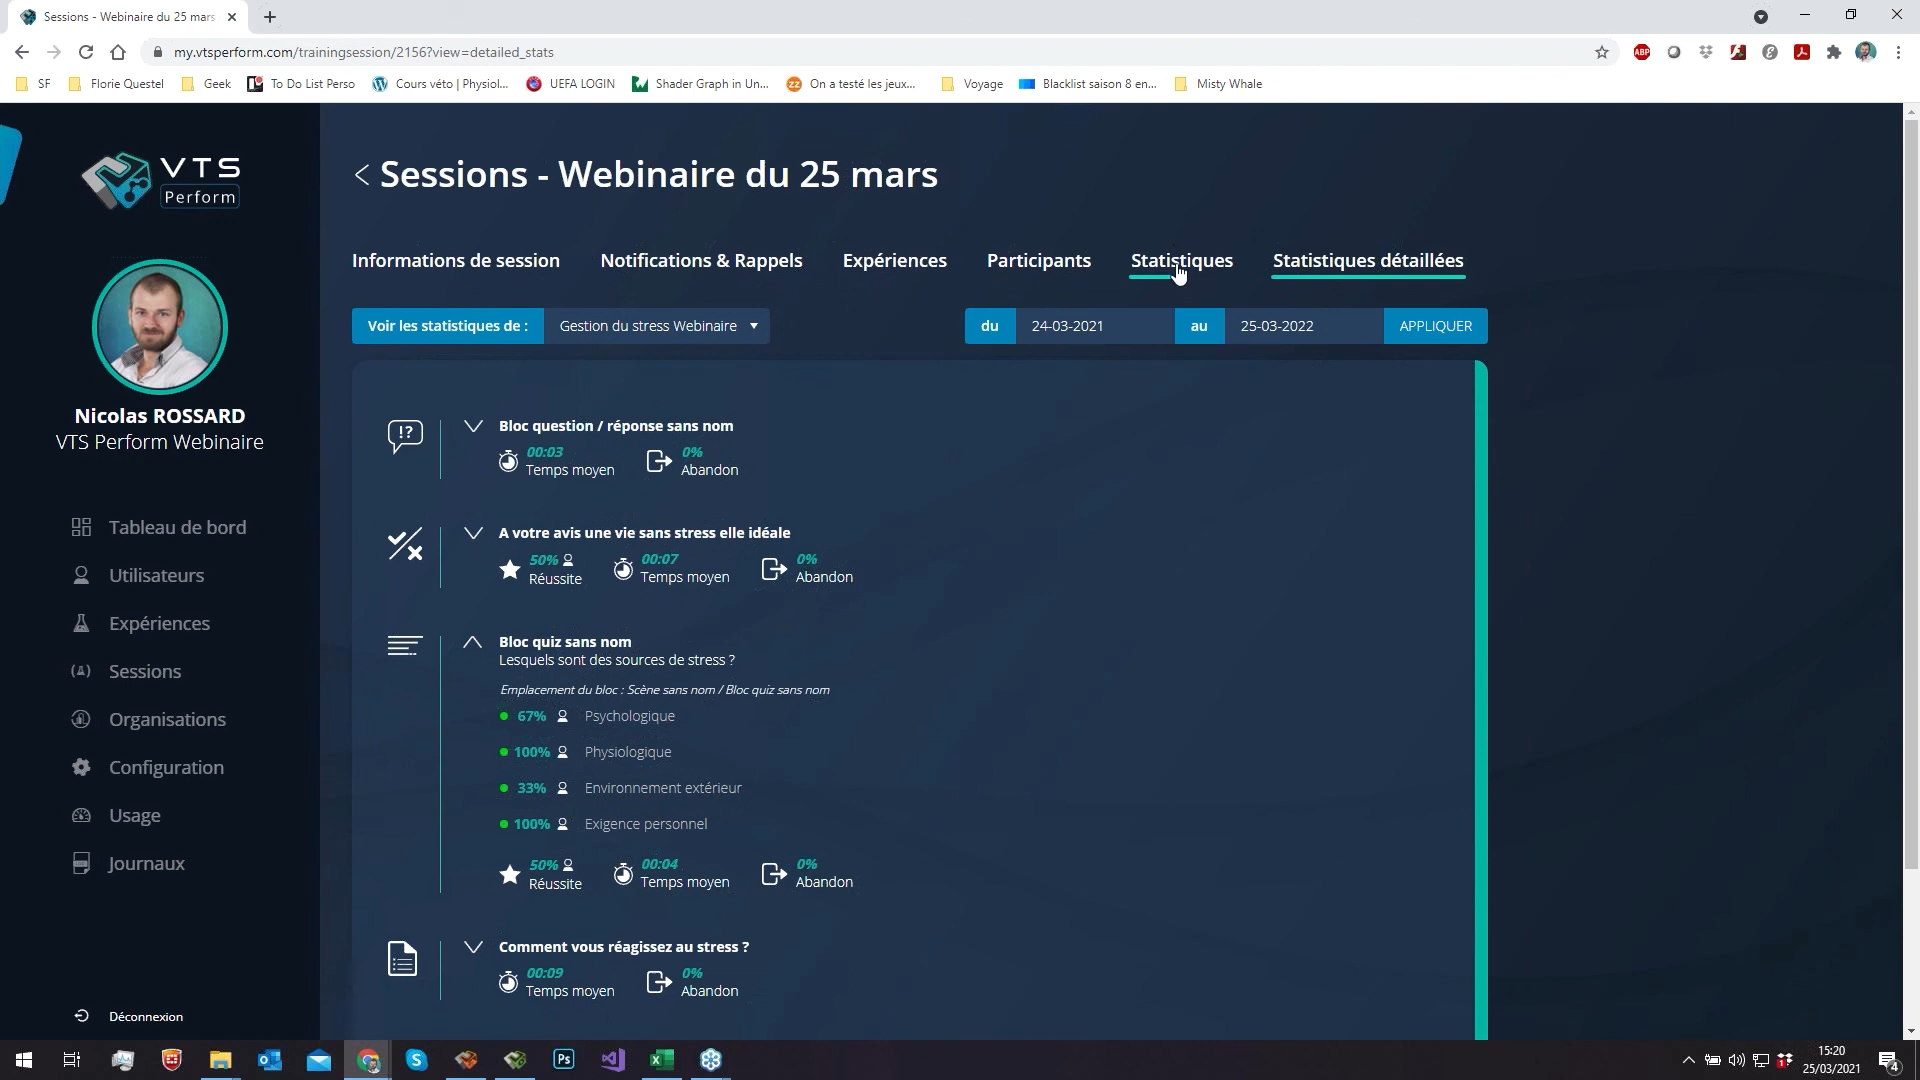 Sessions - Webinaire du 25 mars
my.vtsperform.com/trainingsession/2156?view=detailed_stats
ABP
SF
Florie Questel
Geek
To Do List Perso
Cours véto | Physiol...
UEFA LOGIN
Shader Graph in Un...
On a testé les jeux...
Voyage
Blacklist saison 8 en...
Misty Whale
VTS
Perform
Nicolas ROSSARD
VTS Perform Webinaire
Tableau de bord
Utilisateurs
Expériences
Sessions
Organisations
Configuration
Usage
Journaux
Déconnexion
Sessions - Webinaire du 25 mars
Informations de session Notifications & Rappels Expériences Participants Statistiques Statistiques détaillées
Voir les statistiques de : Gestion du stress Webinaire du 24-03-2021 au 25-03-2022 APPLIQUER
!?
Bloc question / réponse sans nom
00:03 0%
Temps moyen Abandon
A votre avis une vie sans stress elle idéale
50% 00:07 0%
Réussite Temps moyen Abandon
Bloc quiz sans nom
Lesquels sont des sources de stress ?
Emplacement du bloc : Scène sans nom / Bloc quiz sans nom
67% Psychologique
100% Physiologique
33% Environnement extérieur
100% Exigence personnel
50% 00:04 0%
Réussite Temps moyen Abandon
Comment vous réagissez au stress ?
00:09 0%
Temps moyen Abandon
Ps
15:20
25/03/2021
4